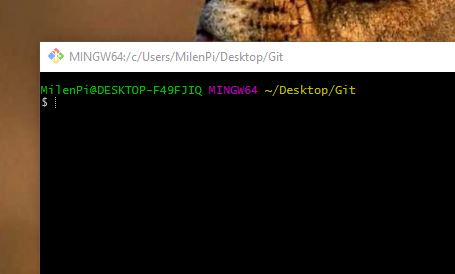 MINGW64:/c/Users/MilenPi/Desktop/Git
MilenPi@DESKTOP-F49FJIQ MINGW64 ~/Desktop/Git
$